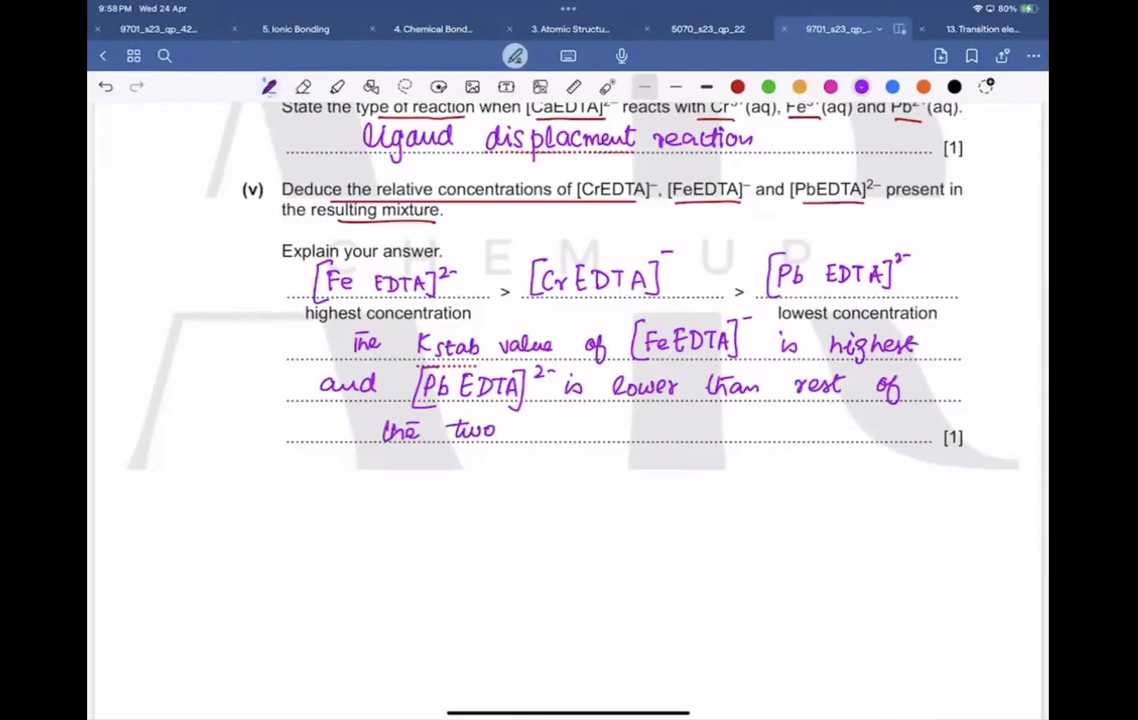 9:58 PM Wed 24 Apr
80%
9701_s23_qp_42...
5. Ionic Bonding
4. Chemical Bond...
3. Atomic Structu...
5070_s23_qp_22
9701_s23_qp_...
13. Transition ele...
State the type of reaction when [CaEDTA]²⁻ reacts with Cr³⁺(aq), Fe³⁺(aq) and Pb²⁺(aq).
ligand displacment reaction
[1]
(v) Deduce the relative concentrations of [CrEDTA]⁻, [FeEDTA]⁻ and [PbEDTA]²⁻ present in
the resulting mixture.
Explain your answer.
CHEM UP
[Fe EDTA]²⁻ > [CrEDTA]⁻ > [Pb EDTA]²⁻
highest concentration lowest concentration
The Kstab value of [FeEDTA]⁻ is highest
and [Pb EDTA]²⁻ is lower than rest of
the two
[1]